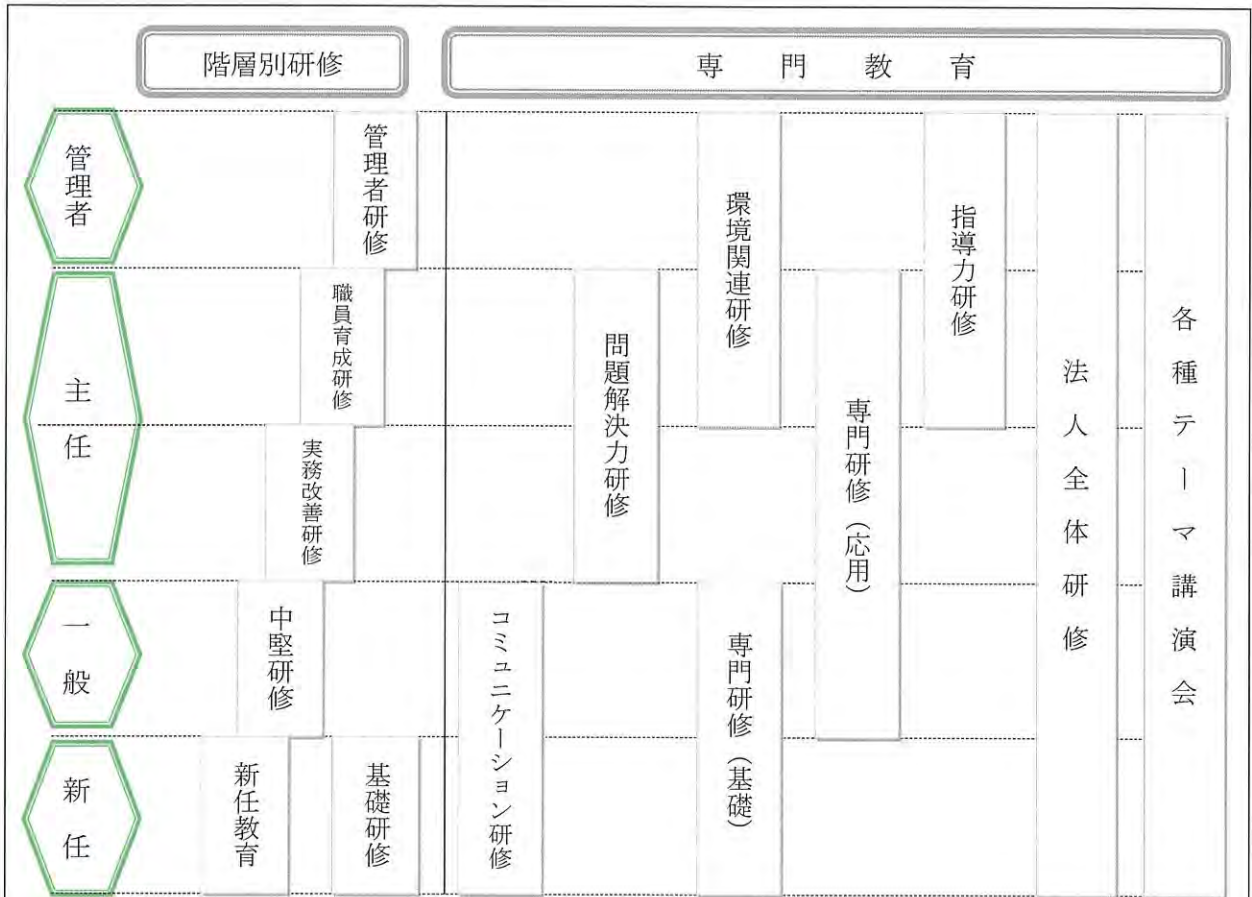 階層別研修
専門教育
管理者
主任
一般
新任
管理者研修
職員育成研修
実務改善研修
中堅研修
新任教育
基礎研修
コミュニケーション研修
問題解決力研修
環境関連研修
専門研修（基礎）
専門研修（応用）
指導力研修
法人全体研修
各種テーマ講演会